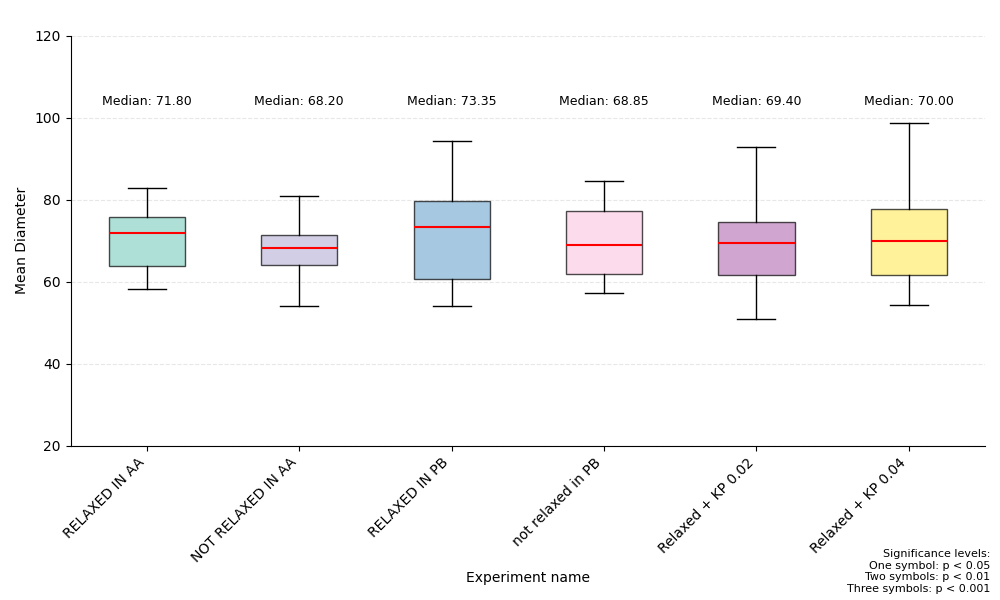 120
Median: 71.80 Median: 68.20 Median: 73.35 Median: 68.85 Median: 69.40 Median: 70.00
100
80
60
40
20
Mean Diameter
RELAXED IN AA
NOT RELAXED IN AA
RELAXED IN PB
not relaxed in PB
Relaxed + KP 0.02
Relaxed + KP 0.04
Experiment name
Significance levels:
One symbol: p < 0.05
Two symbols: p < 0.01
Three symbols: p < 0.001